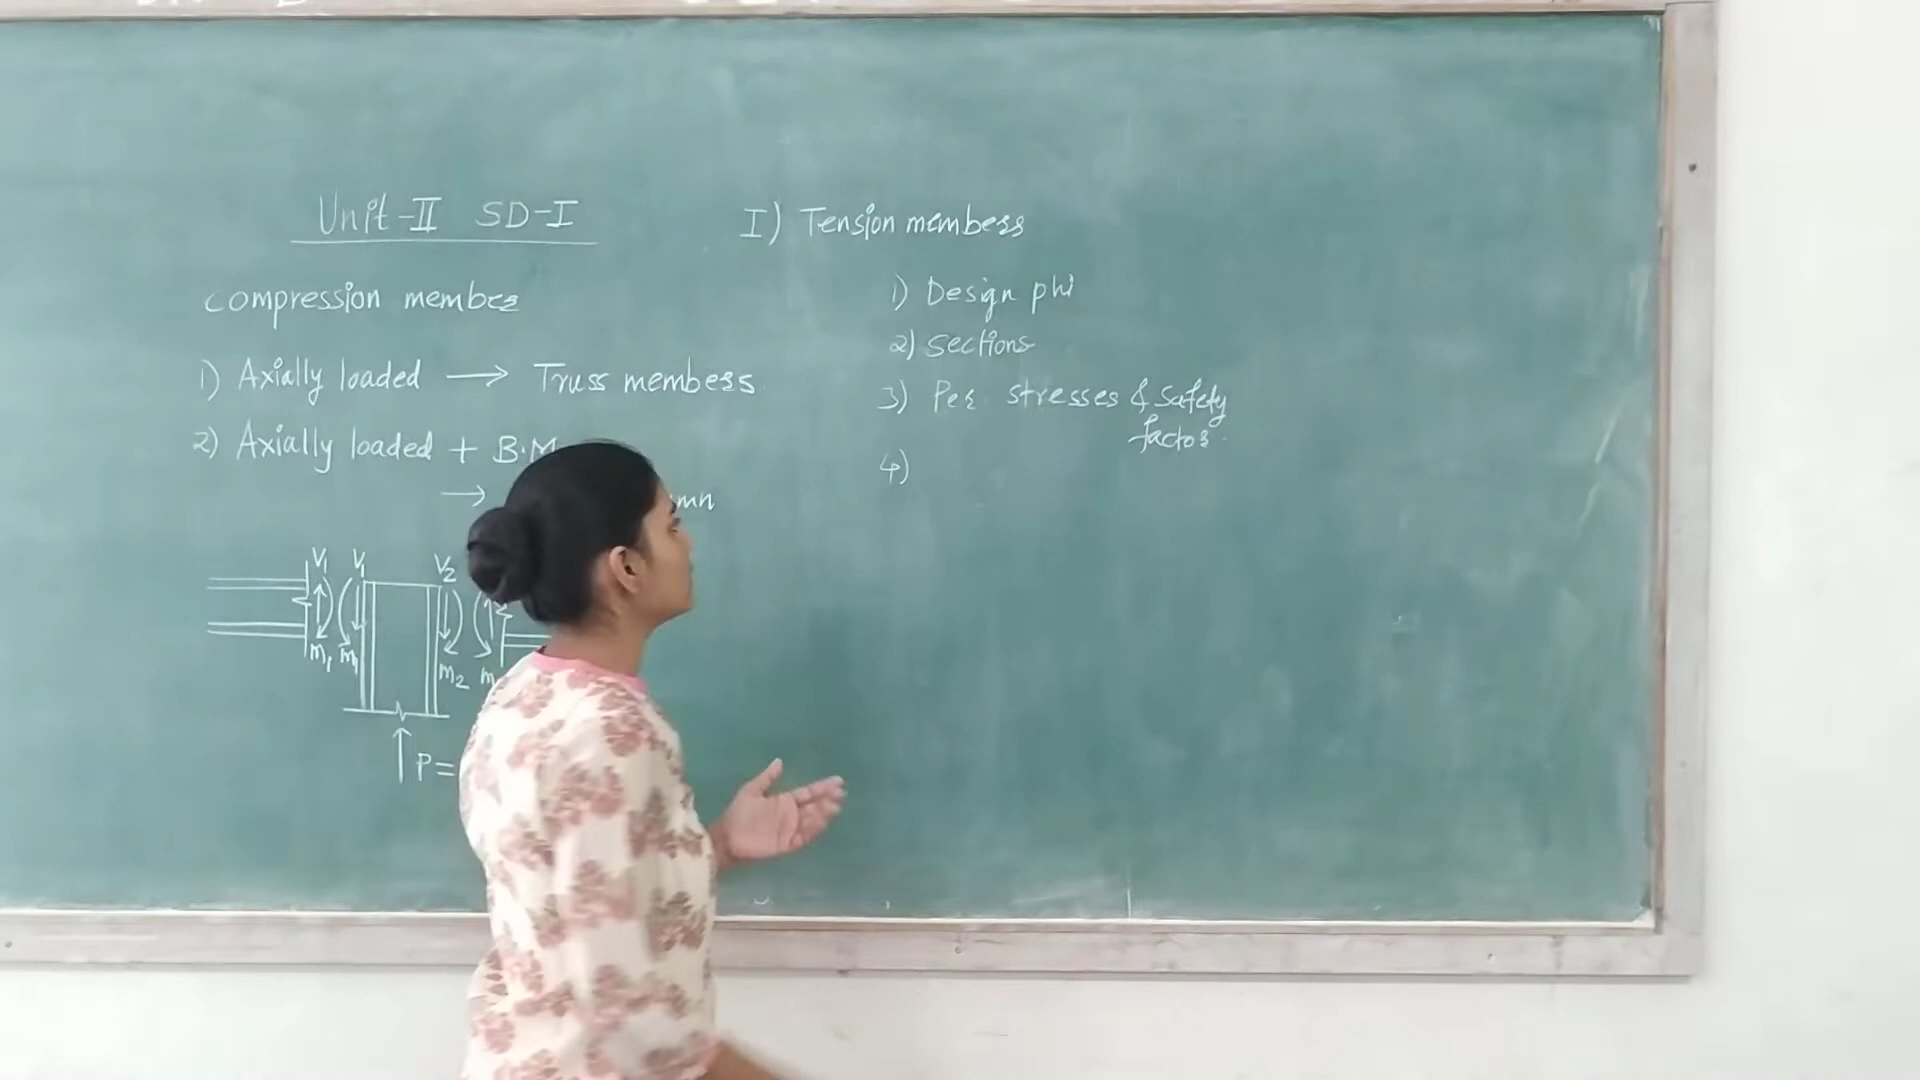 Unit-II SD-I
compression member
1) Axially loaded → Truss members
2) Axially loaded + B.M
→
V1 V1 V2
m1 m1 m2 m
P=
I) Tension members
1) Design phi
2) Sections
3) Per stresses & safety
factor.
4)